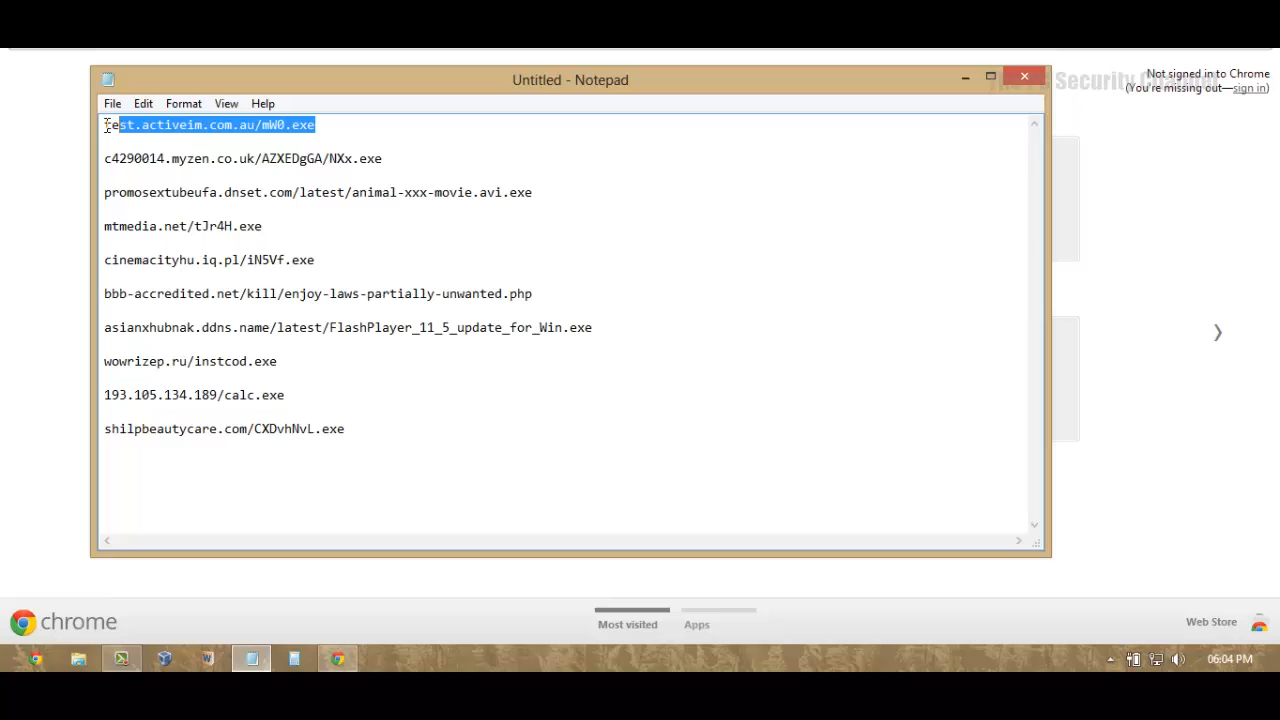 Untitled - Notepad
Security
Not signed in to Chrome
(You're missing out—sign in)
File Edit Format View Help
est.activeim.com.au/mW0.exe
c4290014.myzen.co.uk/AZXEDgGA/NXx.exe
promosextubeufa.dnset.com/latest/animal-xxx-movie.avi.exe
mtmedia.net/tJr4H.exe
cinemacityhu.iq.pl/iN5Vf.exe
bbb-accredited.net/kill/enjoy-laws-partially-unwanted.php
asianxhubnak.ddns.name/latest/FlashPlayer_11_5_update_for_Win.exe
wowrizep.ru/instcod.exe
193.105.134.189/calc.exe
shilpbeautycare.com/CXDvhNvL.exe
chrome
Most visited
Apps
Web Store
06:04 PM